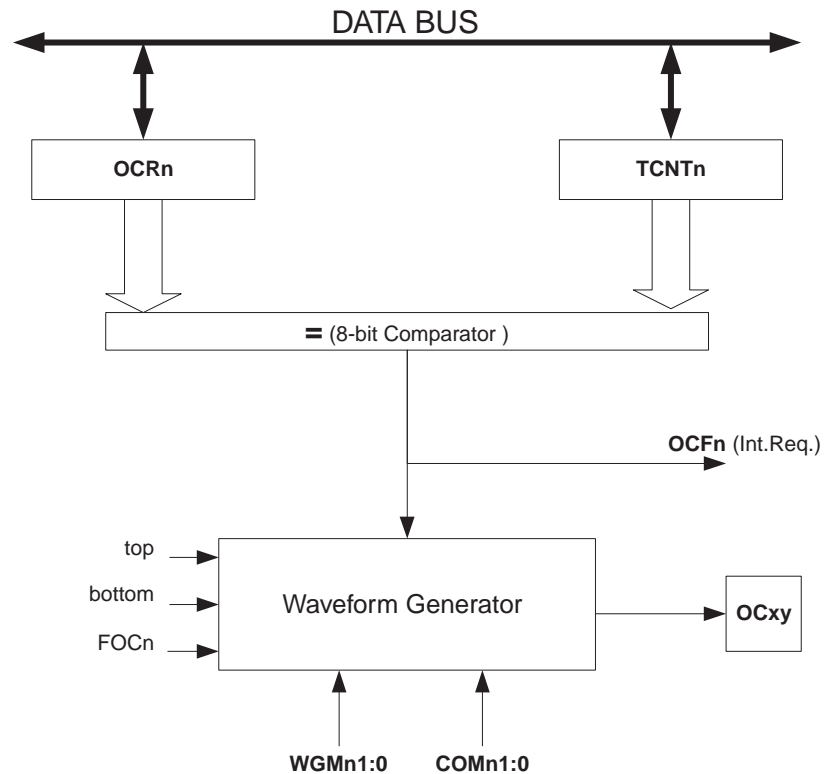 DATA BUS
OCRn
TCNTn
= (8-bit Comparator )
OCFn (Int.Req.)
top
bottom
FOCn
Waveform Generator
OCxy
WGMn1:0
COMn1:0